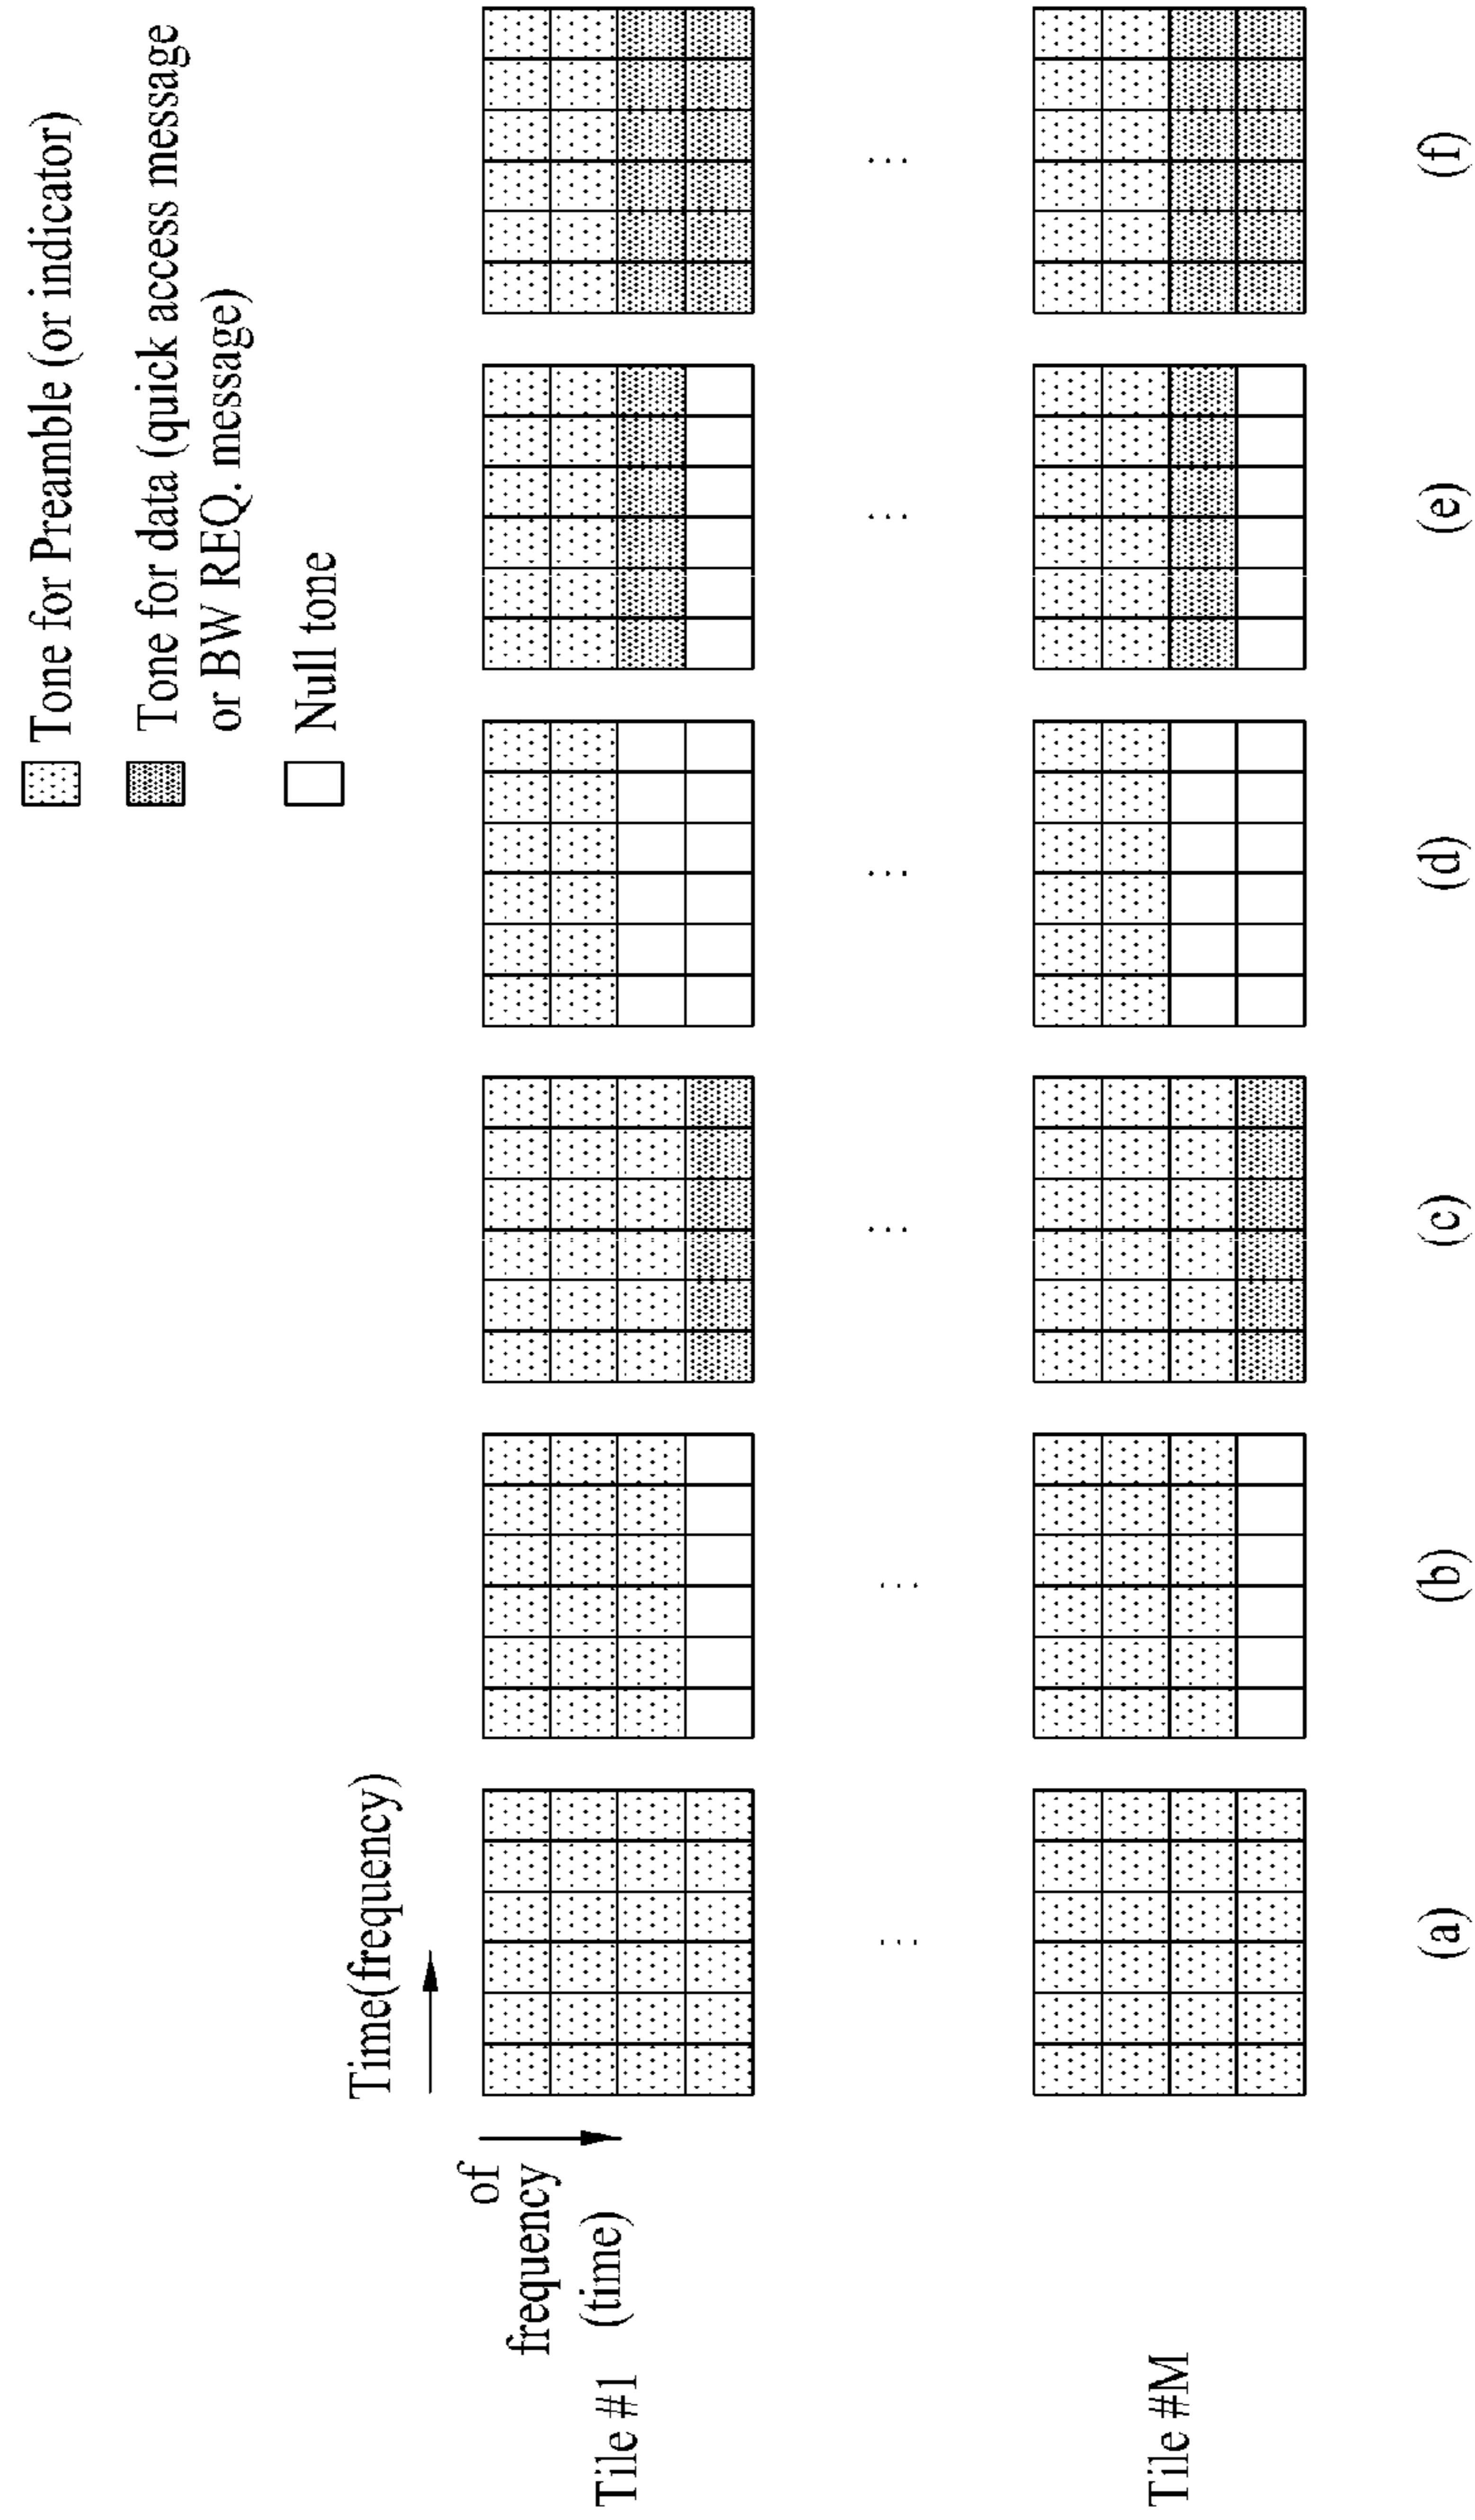 Tone for Preamble (or indicator)
Tone for data (quick access message
or BW REQ. message)
Null tone
Time(frequency)
of
frequency
(time)
Tile #1
...
Tile #M
(a)
(b)
(c)
(d)
(e)
(f)